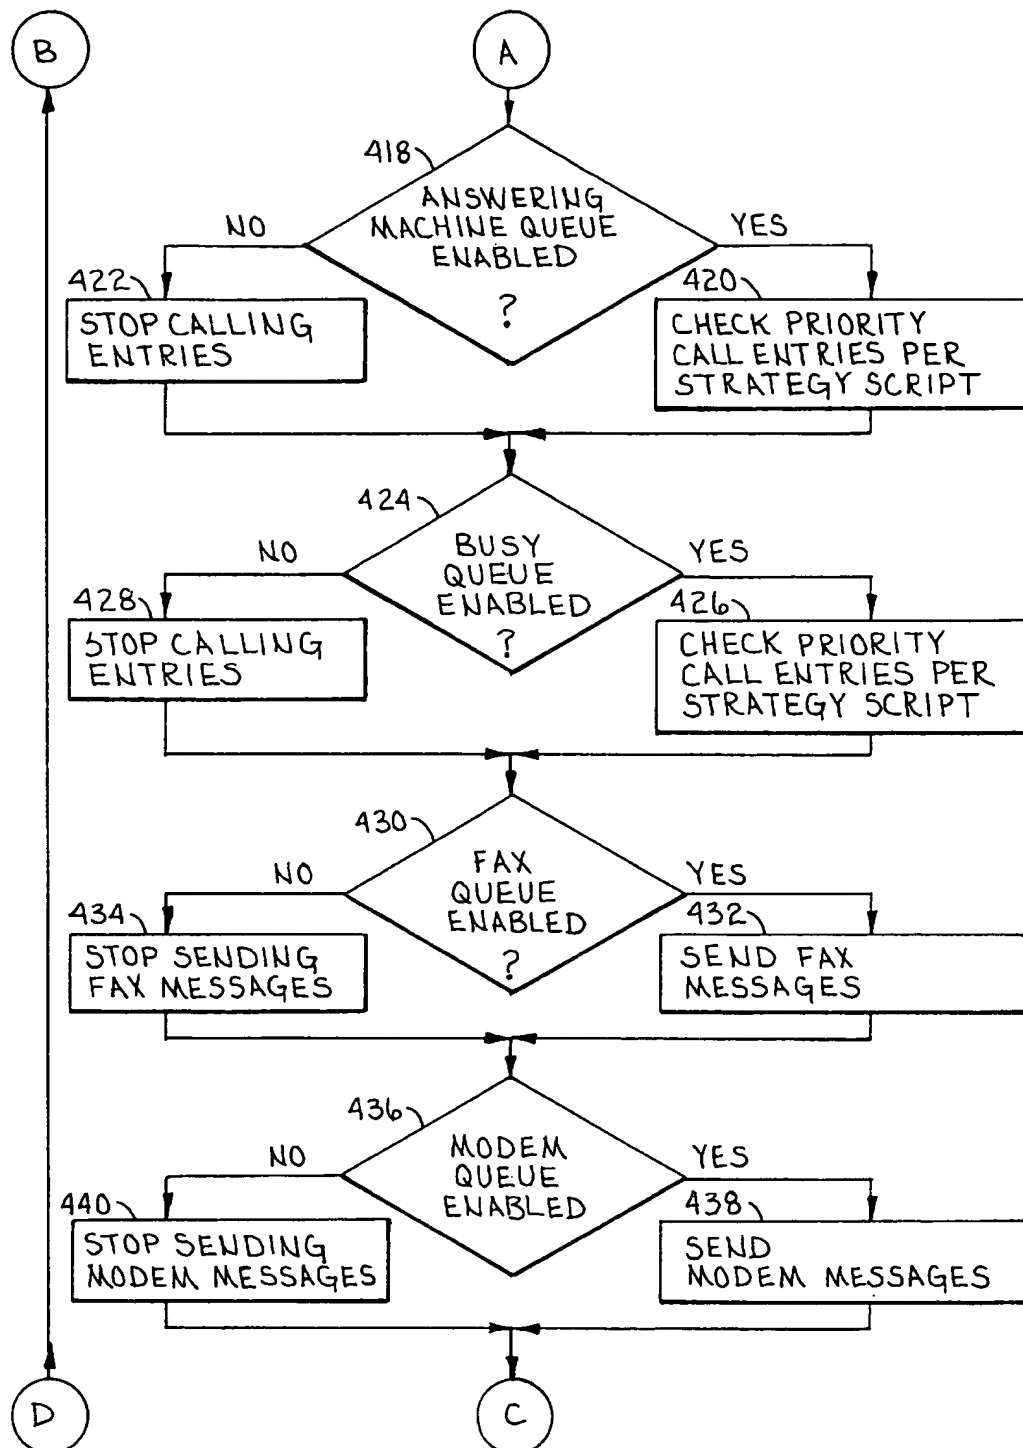 B
A
418
ANSWERING
MACHINE QUEUE
ENABLED
?
NO
YES
422
STOP CALLING
ENTRIES
420
CHECK PRIORITY
CALL ENTRIES PER
STRATEGY SCRIPT
424
BUSY
QUEUE
ENABLED
?
NO
YES
428
STOP CALLING
ENTRIES
426
CHECK PRIORITY
CALL ENTRIES PER
STRATEGY SCRIPT
430
FAX
QUEUE
ENABLED
?
NO
YES
434
STOP SENDING
FAX MESSAGES
432
SEND FAX
MESSAGES
436
MODEM
QUEUE
ENABLED
NO
YES
440
STOP SENDING
MODEM MESSAGES
438
SEND
MODEM MESSAGES
D
C